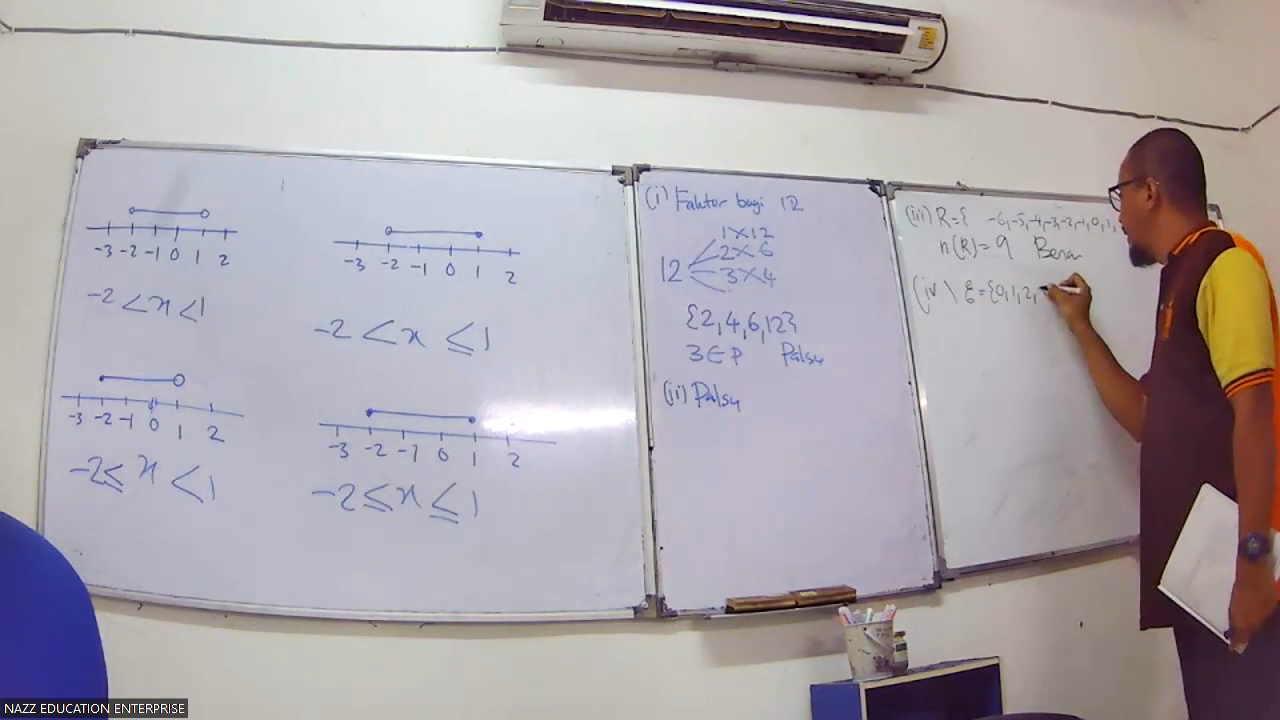 -3 -2 -1 0 1 2
-2 < x < 1
-3 -2 -1 0 1 2
-2 < x ≤ 1
-3 -2 -1 0 1 2
-2 ≤ x < 1
-3 -2 -1 0 1 2
-2 ≤ x ≤ 1
(i) Faktor bagi 12
1×12
2×6
12
3×4
{2,4,6,12}
3∈P Palsu
(ii) Palsu
(iii) R={ -6,-5,-4,-3,-2,-1,0,1,
n(R)=9 Benar
(iv) ξ={0,1,2,
NAZZ EDUCATION ENTERPRISE